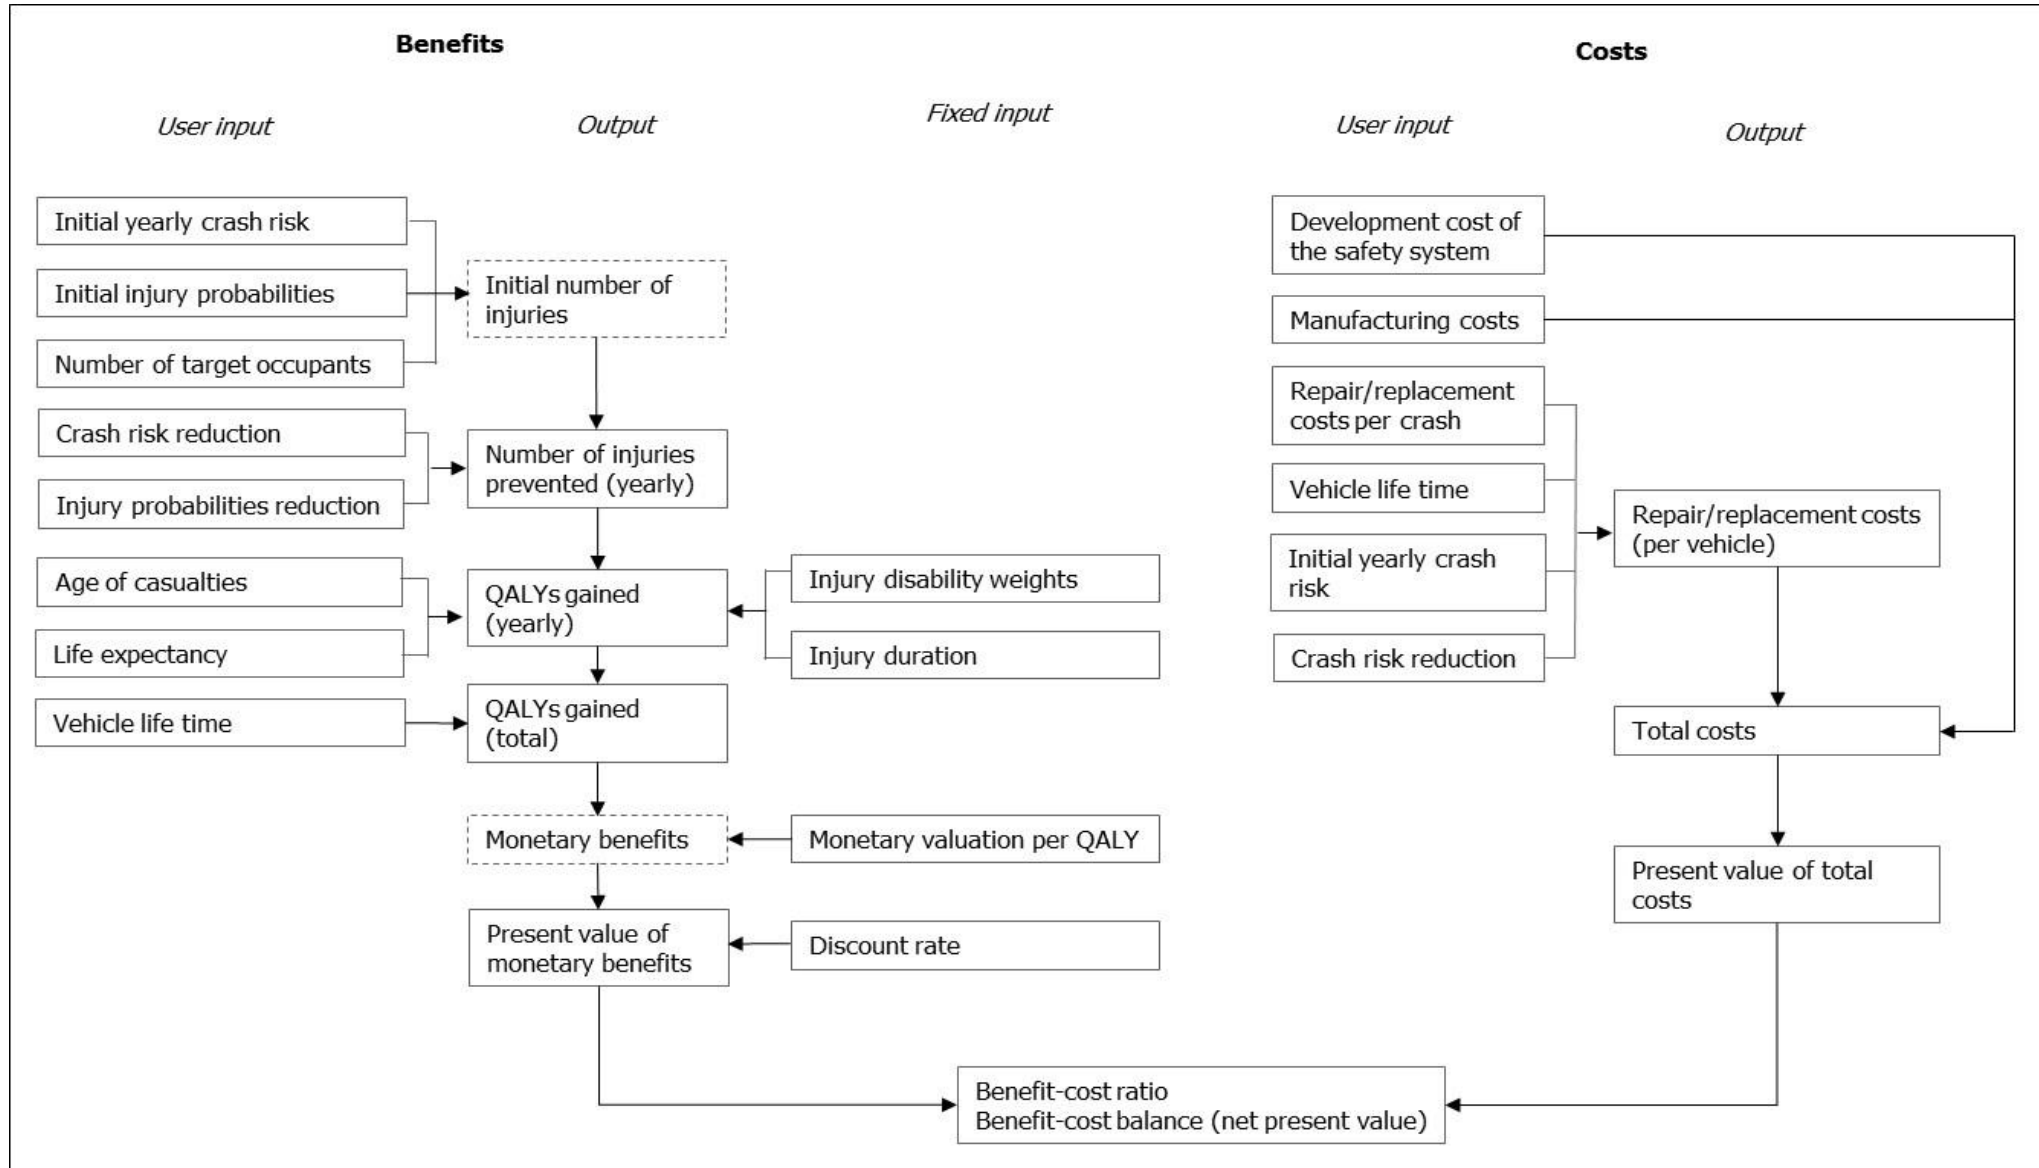 Benefits
Costs
User input
Output
Fixed input
User input
Output
Initial yearly crash risk
Initial injury probabilities
Number of target occupants
Initial number of
injuries
Crash risk reduction
Injury probabilities reduction
Number of injuries
prevented (yearly)
Age of casualties
Life expectancy
QALYs gained
(yearly)
Injury disability weights
Injury duration
Vehicle life time
QALYs gained
(total)
Monetary benefits
Monetary valuation per QALY
Present value of
monetary benefits
Discount rate
Development cost of
the safety system
Manufacturing costs
Repair/replacement
costs per crash
Vehicle life time
Initial yearly crash
risk
Crash risk reduction
Repair/replacement costs
(per vehicle)
Total costs
Present value of total
costs
Benefit-cost ratio
Benefit-cost balance (net present value)